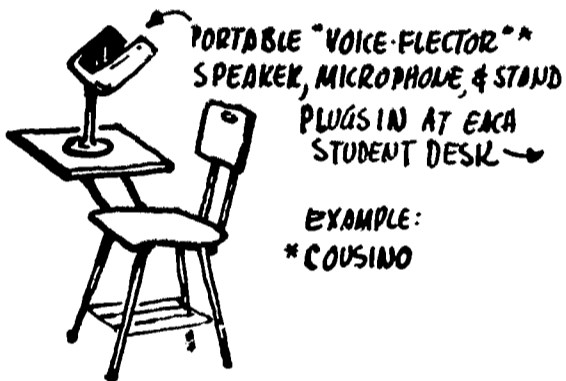 PORTABLE "VOICE-FLECTOR"*
SPEAKER, MICROPHONE, & STAND
PLUGS IN AT EACH
STUDENT DESK
EXAMPLE:
* COUSINO